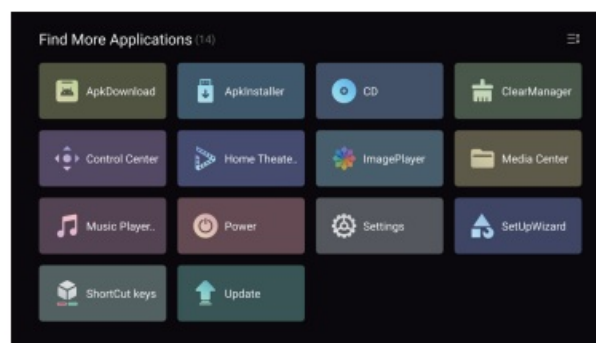 Find More Applications (14)
ApkDownload
ApkInstaller
CD
ClearManager
Control Center
Home Theate..
ImagePlayer
Media Center
Music Player..
Power
Settings
SetUpWizard
ShortCut keys
Update